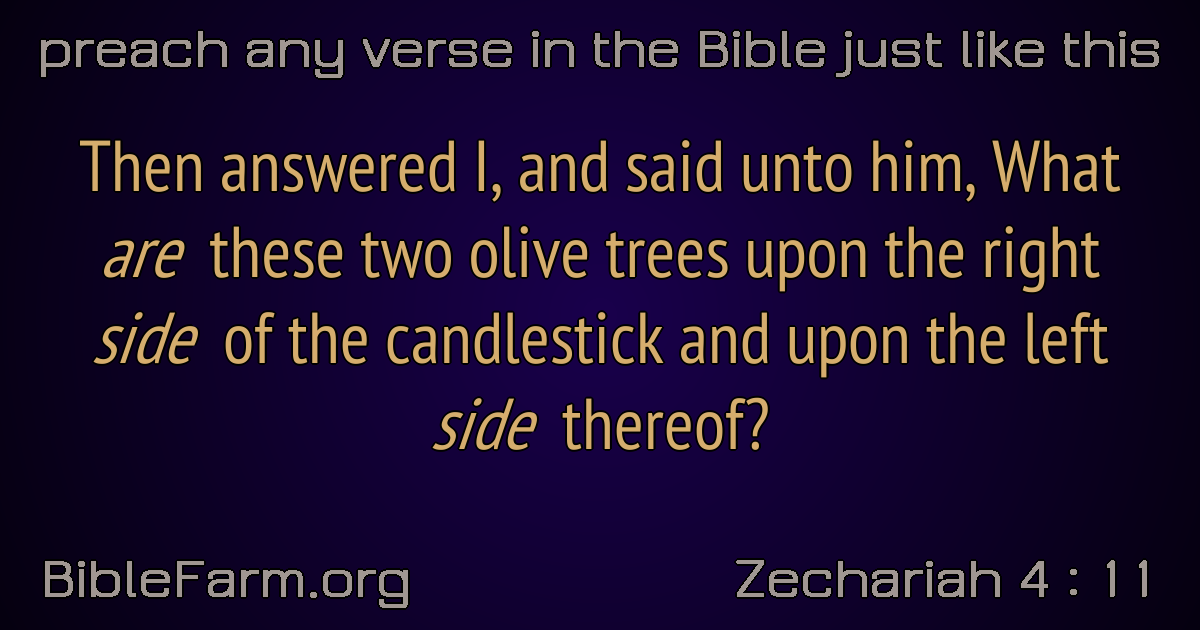 preach any verse in the Bible just like this
Then answered I, and said unto him, What
are these two olive trees upon the right
side of the candlestick and upon the left
side thereof?
BibleFarm.org
Zechariah 4 : 11